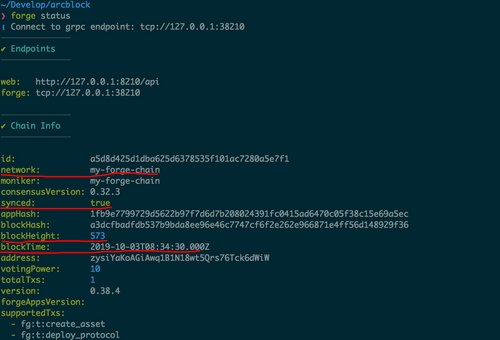 ~/Develop/arcblock
❯ forge status
ℹ Connect to grpc endpoint: tcp://127.0.0.1:38210
✔ Endpoints
web: http://127.0.0.1:8210/api
forge: tcp://127.0.0.1:38210
✔ Chain Info
id: a5d8d425d1dba625d6378535f101ac7280a5e7f1
network: my-forge-chain
moniker: my-forge-chain
consensusVersion: 0.32.3
synced: true
appHash: 1fb9e7799729d5622b97f7d6d7b208024391fc0415ad6470c05f38c15e69a5ec
blockHash: a3dcfbadfdb537b9bda8ee96e46c7747cf6f2e262e966871e4ff56d148929f36
blockHeight: 573
blockTime: 2019-10-03T08:34:30.000Z
address: zysiYaKoAGiAwq1B1N18wt5Qrs76Tck6dWiW
votingPower: 10
totalTxs: 1
version: 0.38.4
forgeAppsVersion:
supportedTxs:
- fg:t:create_asset
- fg:t:deploy_protocol